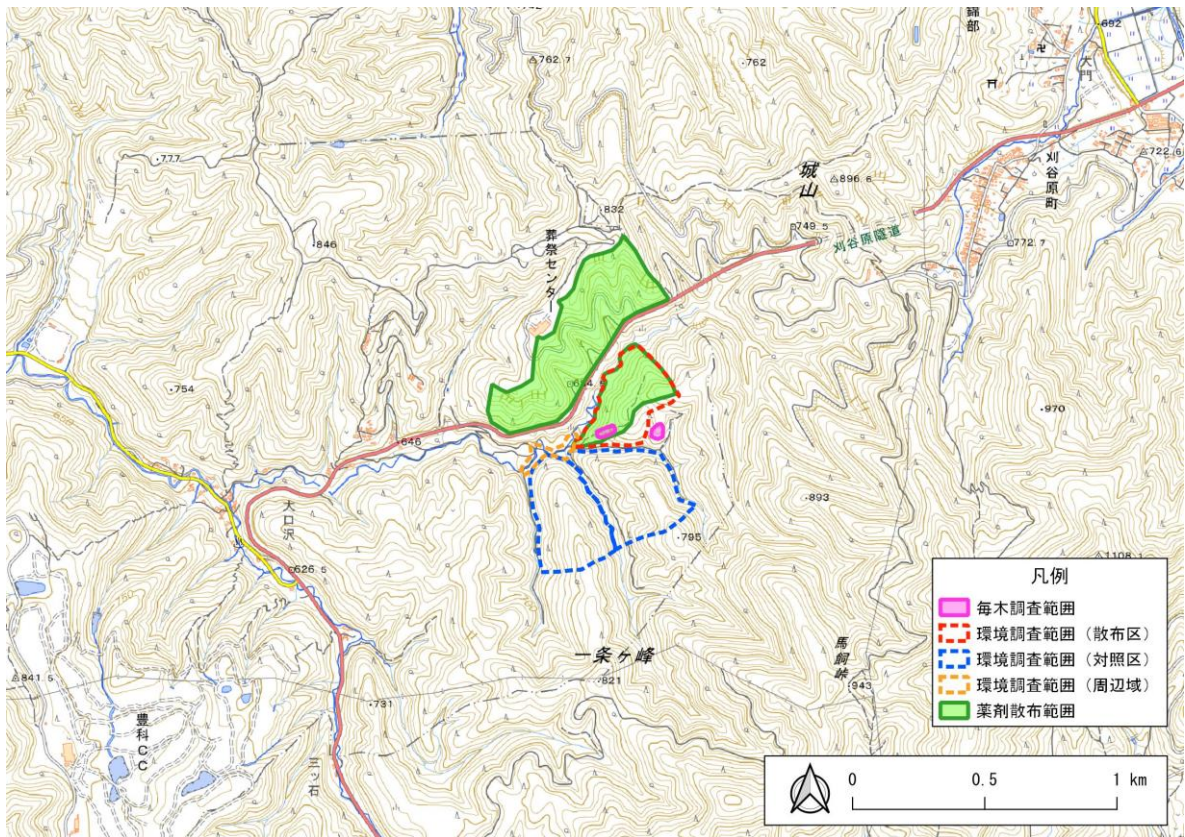 錦部
692
762.7
762
大門
777
722.6
刈谷原町
城山
896.6
832
749.5
刈谷原隧道
772.7
846
葬祭センター
754
970
646
893
大口沢
795
626.5
1108.1
一条ヶ峰
821
馬飼峠
943
841.5
731
豊科CC
三ッ石
凡例
毎木調査範囲
環境調査範囲(散布区)
環境調査範囲(対照区)
環境調査範囲(周辺域)
薬剤散布範囲
0 0.5 1 km